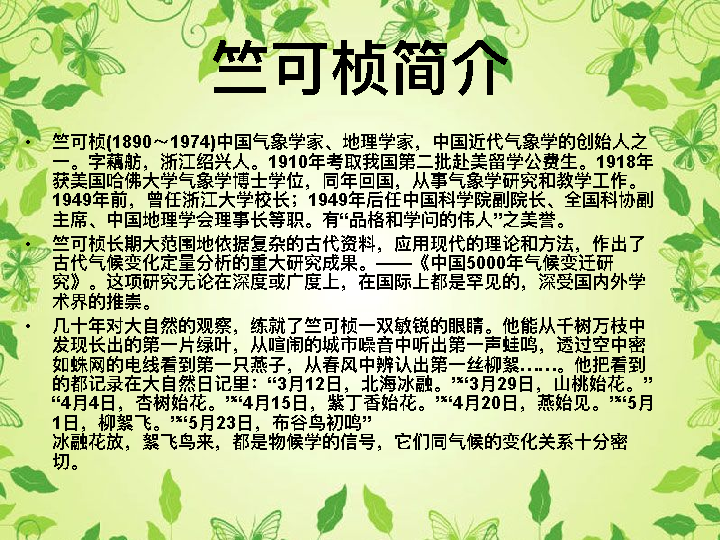 竺可桢简介
• 竺可桢(1890～1974)中国气象学家、地理学家，中国近代气象学的创始人之
一。字藕舫，浙江绍兴人。1910年考取我国第二批赴美留学公费生。1918年
获美国哈佛大学气象学博士学位，同年回国，从事气象学研究和教学工作。
1949年前，曾任浙江大学校长；1949年后任中国科学院副院长、全国科协副
主席、中国地理学会理事长等职。有“品格和学问的伟人”之美誉。
• 竺可桢长期大范围地依据复杂的古代资料，应用现代的理论和方法，作出了
古代气候变化定量分析的重大研究成果。——《中国5000年气候变迁研
究》。这项研究无论在深度或广度上，在国际上都是罕见的，深受国内外学
术界的推崇。
• 几十年对大自然的观察，练就了竺可桢一双敏锐的眼睛。他能从千树万枝中
发现长出的第一片绿叶，从喧闹的城市噪音中听出第一声蛙鸣，透过空中密
如蛛网的电线看到第一只燕子，从春风中辨认出第一丝柳絮……。他把看到
的都记录在大自然日记里：“3月12日，北海冰融。”“3月29日，山桃始花。”
“4月4日，杏树始花。”“4月15日，紫丁香始花。”“4月20日，燕始见。”“5月
1日，柳絮飞。”“5月23日，布谷鸟初鸣”
冰融花放，絮飞鸟来，都是物候学的信号，它们同气候的变化关系十分密
切。